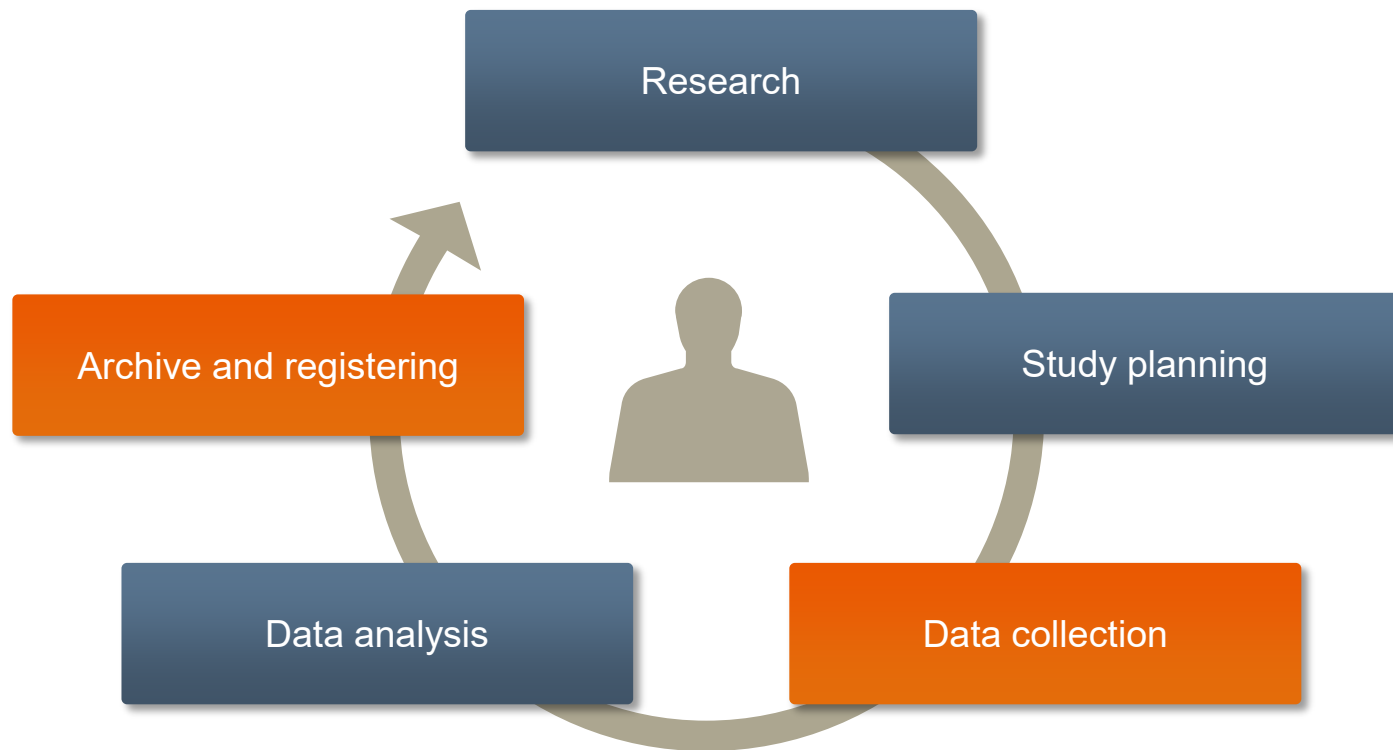 Research
Study planning
Data collection
Data analysis
Archive and registering